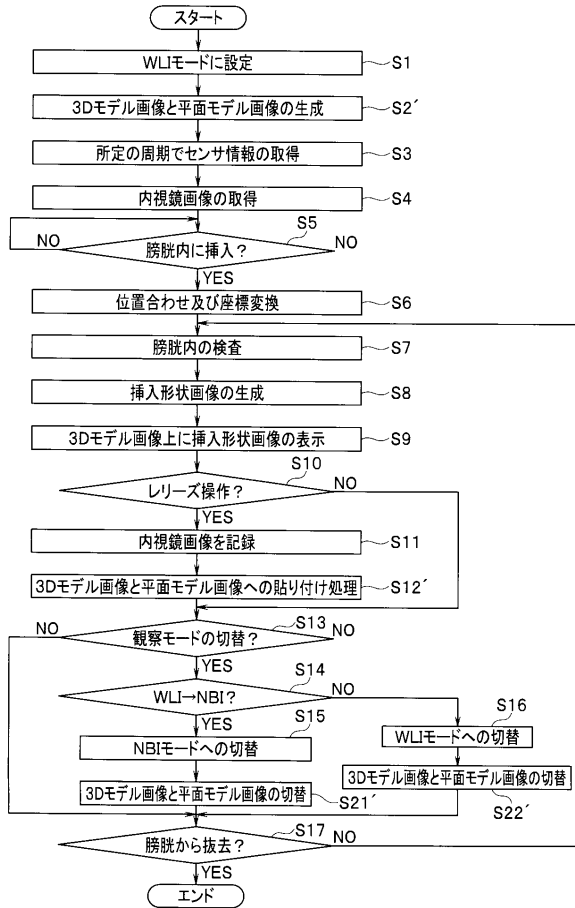 スタート
WLIモードに設定 S1
3Dモデル画像と平面モデル画像の生成 S2´
所定の周期でセンサ情報の取得 S3
内視鏡画像の取得 S4
S5
NO 膀胱内に挿入？ NO
YES
位置合わせ及び座標変換 S6
膀胱内の検査 S7
挿入形状画像の生成 S8
3Dモデル画像上に挿入形状画像の表示 S9
S10
レリーズ操作？ NO
YES
内視鏡画像を記録 S11
3Dモデル画像と平面モデル画像への貼り付け処理 S12´
S13
NO 観察モードの切替？ NO
YES
S14
WLI→NBI？ NO
YES
S15 S16
NBIモードへの切替 WLIモードへの切替
3Dモデル画像と平面モデル画像の切替 3Dモデル画像と平面モデル画像の切替
S21´ S22´
S17
膀胱から抜去？ NO
YES
エンド